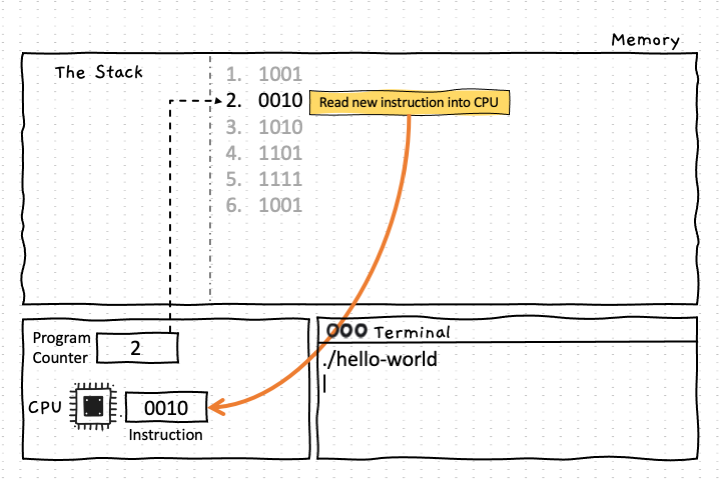 Memory
The Stack
1. 1001
2. 0010 Read new instruction into CPU
3. 1010
4. 1101
5. 1111
6. 1001
Program
Counter
2
CPU
0010
Instruction
Terminal
./hello-world